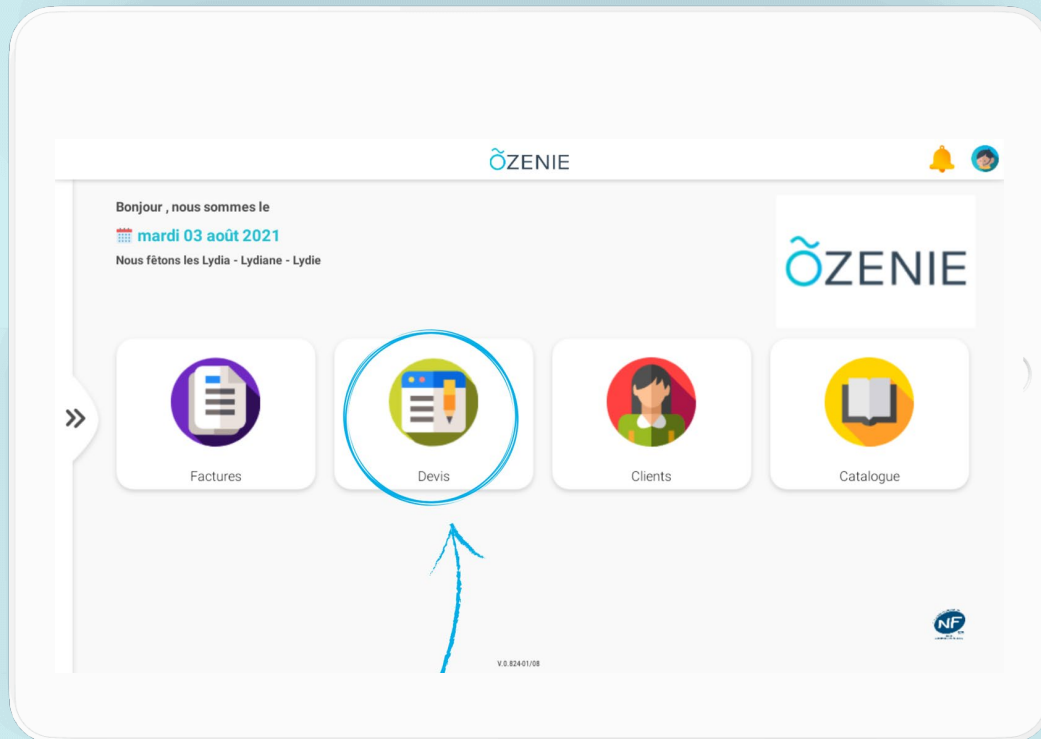 ÕZENIE
Bonjour , nous sommes le
mardi 03 août 2021
Nous fêtons les Lydia - Lydiane - Lydie
ÕZENIE
Factures
Devis
Clients
Catalogue
NF
V.0.824-01/08